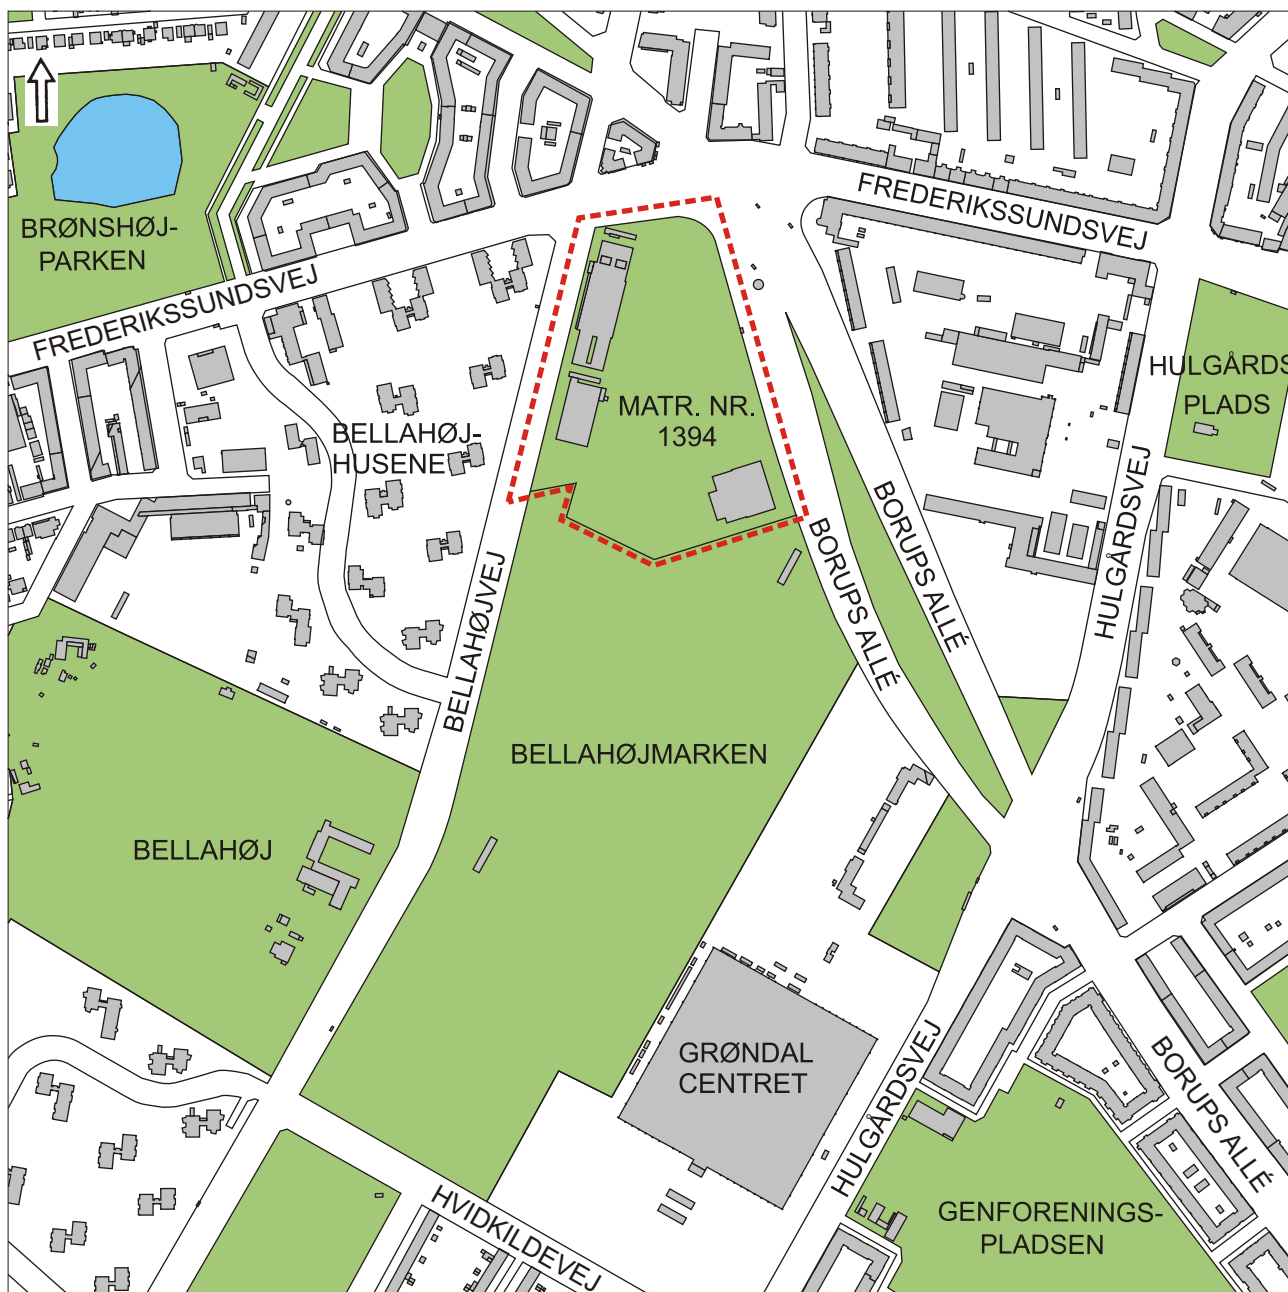 FREDERIKSSUNDSVEJ
BRØNSHØJ-
PARKEN
FREDERIKSSUNDSVEJ
HULGÅRDS
PLADS
MATR. NR.
1394
BELLAHØJ-
HUSENE
HULGÅRDSVEJ
BORUPS ALLÉ
BORUPS ALLÉ
BELLAHØJVEJ
BELLAHØJMARKEN
BELLAHØJ
GRØNDAL
CENTRET
HULGÅRDSVEJ
BORUPS ALLÉ
HVIDKILDEVEJ
GENFORENINGS-
PLADSEN